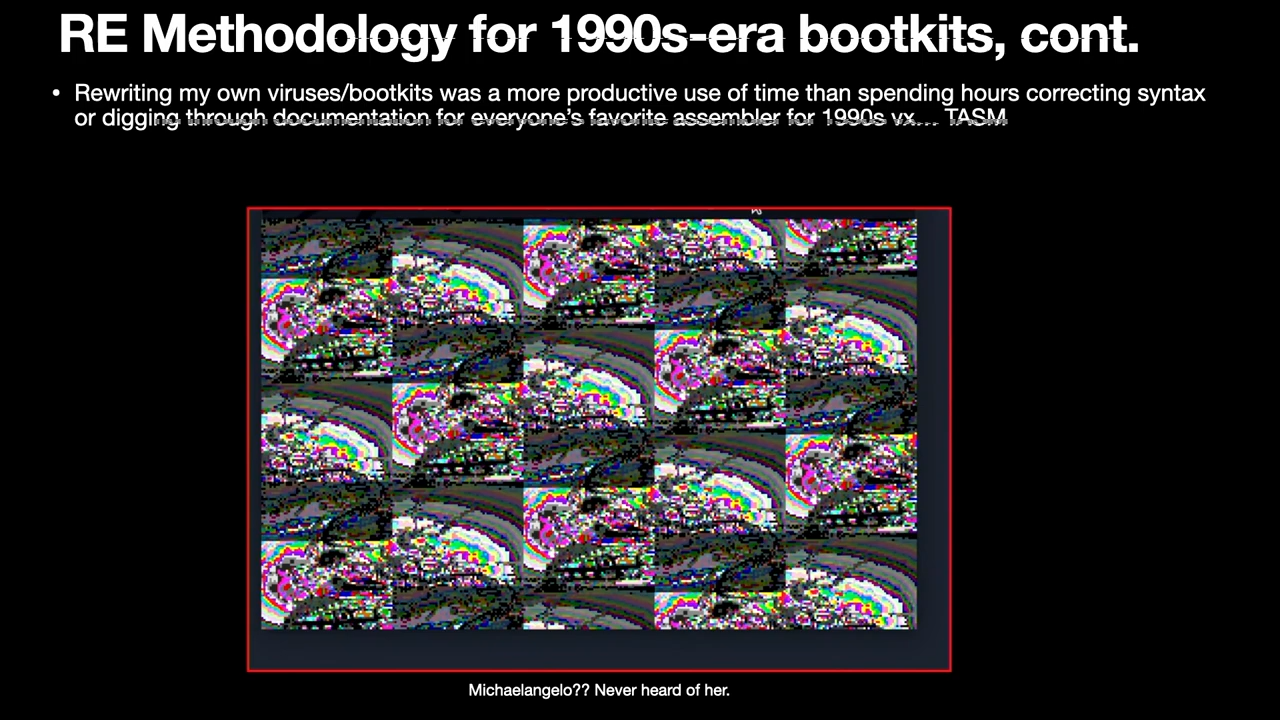 RE Methodology for 1990s-era bootkits, cont.
• Rewriting my own viruses/bootkits was a more productive use of time than spending hours correcting syntax
or digging through documentation for everyone’s favorite assembler for 1990s vx… TASM
Michaelangelo?? Never heard of her.